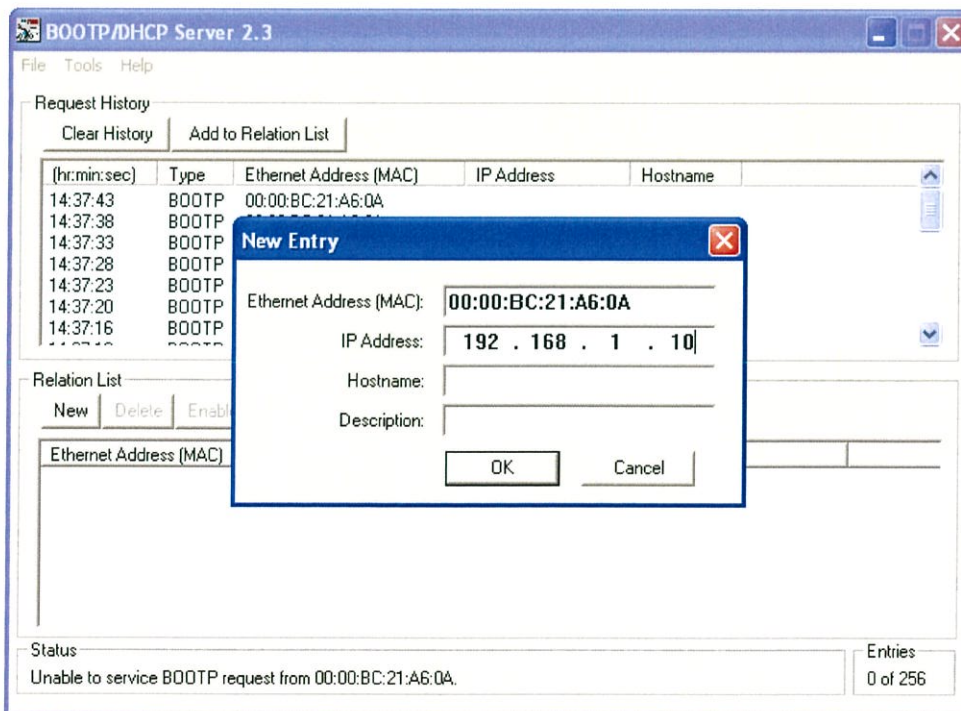 BOOTP/DHCP Server 2.3
File Tools Help
Request History
Clear History Add to Relation List
(hr:min:sec) Type Ethernet Address (MAC) IP Address Hostname
14:37:43 BOOTP 00:00:BC:21:A6:0A
14:37:38 BOOTP
14:37:33 BOOTP
14:37:28 BOOTP
14:37:23 BOOTP
14:37:20 BOOTP
14:37:16 BOOTP
New Entry
Ethernet Address (MAC): 00:00:BC:21:A6:0A
IP Address: 192 . 168 . 1 . 10
Hostname:
Description:
OK Cancel
Relation List
New Delete
Ethernet Address (MAC)
Status
Unable to service BOOTP request from 00:00:BC:21:A6:0A.
Entries
0 of 256